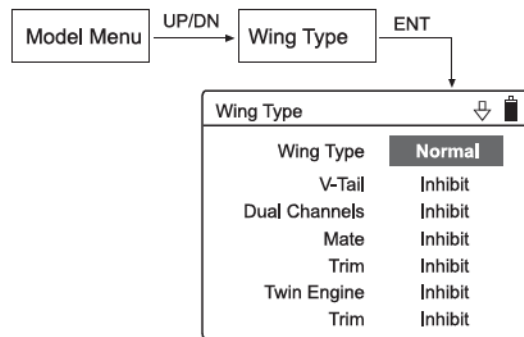 Model Menu
UP/DN
Wing Type
ENT
Wing Type
Wing Type Normal
V-Tail Inhibit
Dual Channels Inhibit
Mate Inhibit
Trim Inhibit
Twin Engine Inhibit
Trim Inhibit